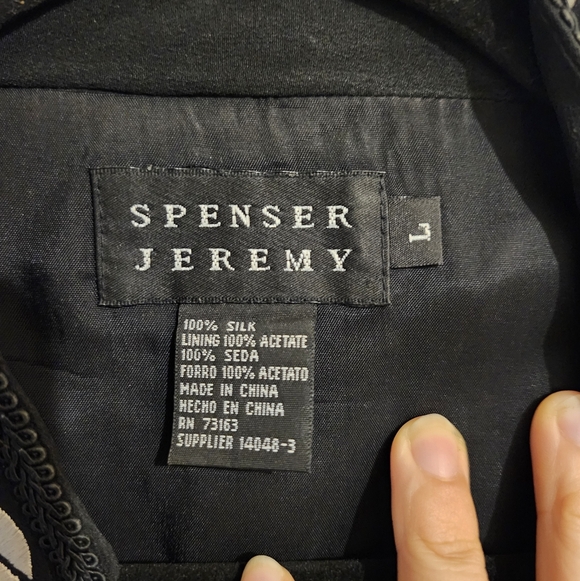 SPENSER
JEREMY
L
100% SILK
LINING 100% ACETATE
100% SEDA
FORRO 100% ACETATO
MADE IN CHINA
HECHO EN CHINA
RN 73163
SUPPLIER 14048-3